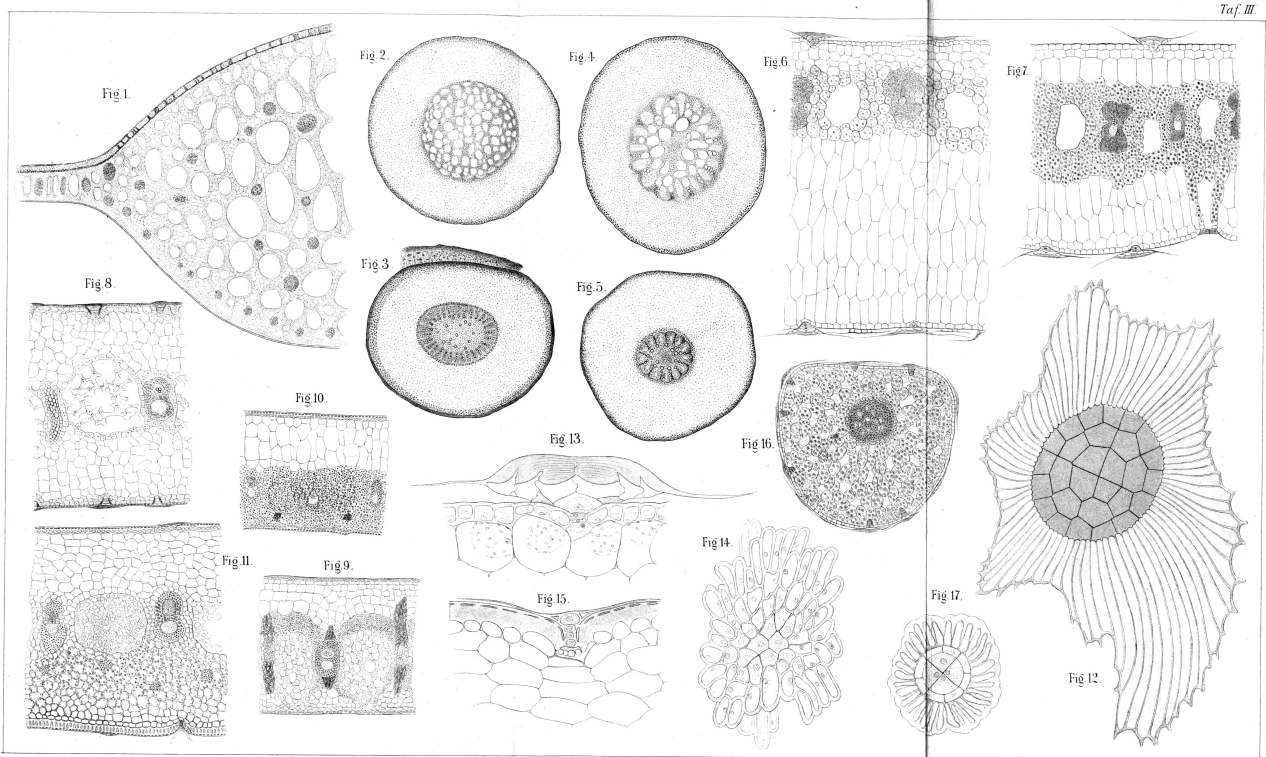 Taf. III.
Fig. 1.
Fig. 2.
Fig. 4.
Fig. 6.
Fig. 7.
Fig. 3.
Fig. 5.
Fig. 8.
Fig. 10.
Fig. 13.
Fig. 16.
Fig. 11.
Fig. 9.
Fig. 14.
Fig. 15.
Fig. 17.
Fig. 12.